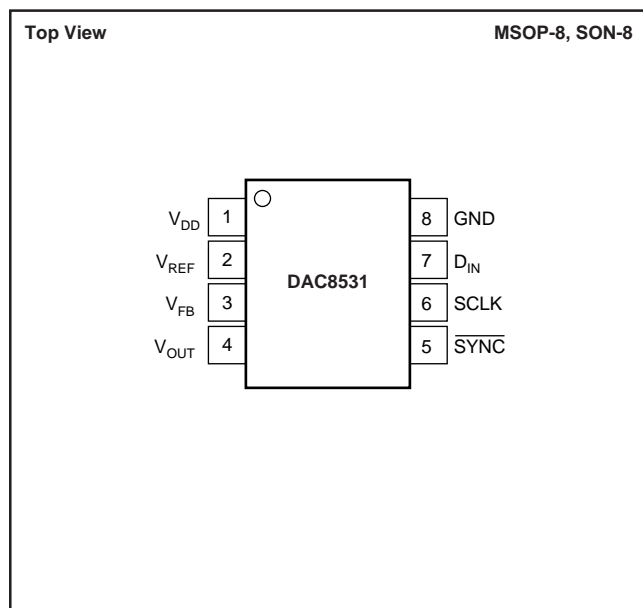 Top View
MSOP-8, SON-8
V_DD 1
8 GND
V_REF 2
7 D_IN
DAC8531
V_FB 3
6 SCLK
V_OUT 4
5 S̅Y̅N̅C̅